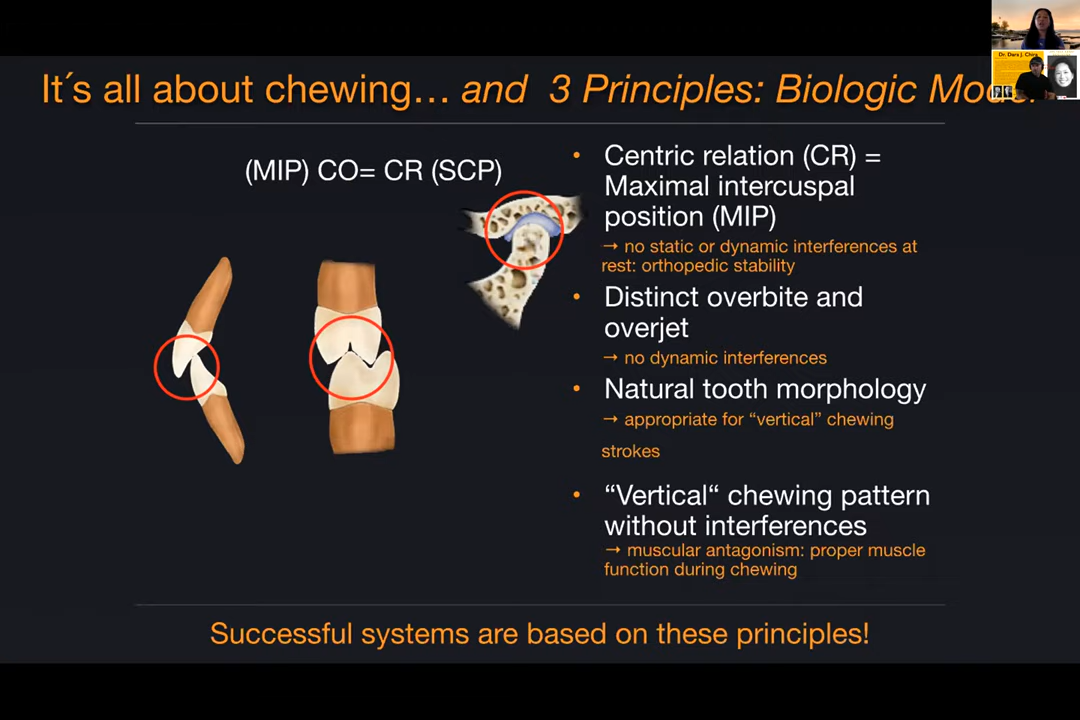 It´s all about chewing… and 3 Principles: Biologic
(MIP) CO= CR (SCP)
• Centric relation (CR) =
Maximal intercuspal
position (MIP)
→ no static or dynamic interferences at
rest: orthopedic stability
• Distinct overbite and
overjet
→ no dynamic interferences
• Natural tooth morphology
→ appropriate for “vertical” chewing
strokes
• “Vertical“ chewing pattern
without interferences
→ muscular antagonism: proper muscle
function during chewing
Successful systems are based on these principles!